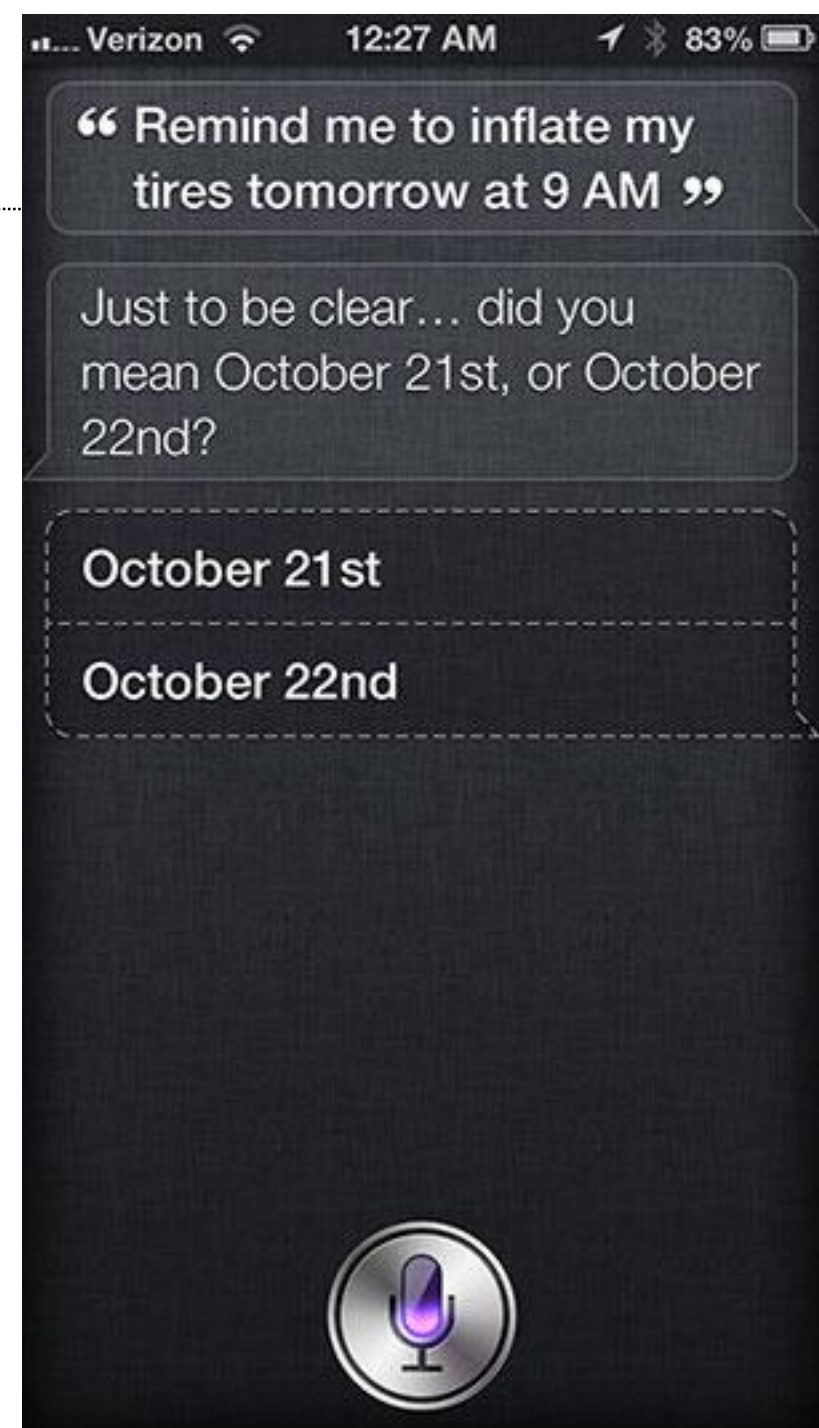 Verizon 12:27 AM 83%
“ Remind me to inflate my
tires tomorrow at 9 AM ”
Just to be clear... did you
mean October 21st, or October
22nd?
October 21st
October 22nd